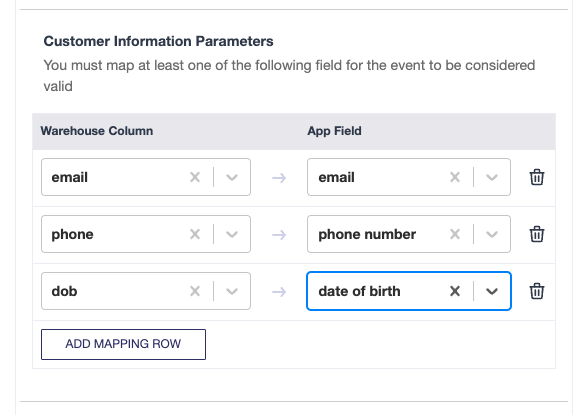 Customer Information Parameters
You must map at least one of the following field for the event to be considered
valid
Warehouse Column App Field
email email
phone phone number
dob date of birth
ADD MAPPING ROW